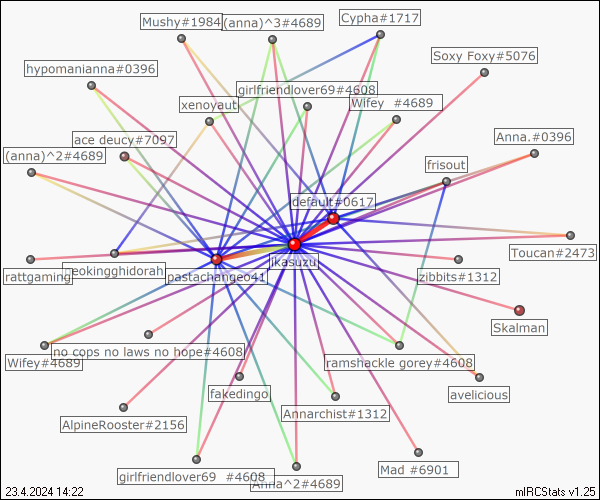 Mushy#1984
(anna)^3#4689
Cypha#1717
Soxy Foxy#5076
hypomanianna#0396
girlfriendlover69#4608
xenoyaut
Wifey #4689
ace deucy#7097
Anna.#0396
(anna)^2#4689
frisout
default#0617
Toucan#2473
ikasuzu
rattgaming
eokingghidorah
pastachangeo41
zibbits#1312
Skalman
no cops no laws no hope#4608
Wifey#4689
ramshackle gorey#4608
fakedingo
avelicious
Annarchist#1312
AlpineRooster#2156
girlfriendlover69 #4608
Mad #6901
Anna^2#4689
23.4.2024 14:22
mIRCStats v1.25